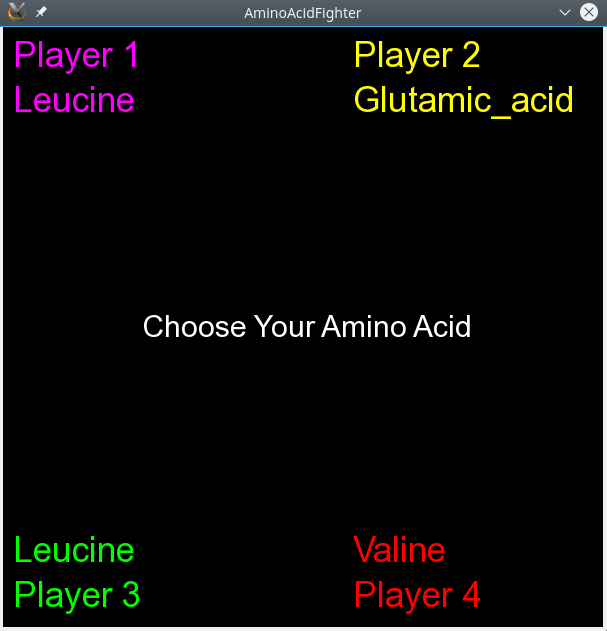 AminoAcidFighter
Player 1
Leucine
Player 2
Glutamic_acid
Choose Your Amino Acid
Leucine
Player 3
Valine
Player 4